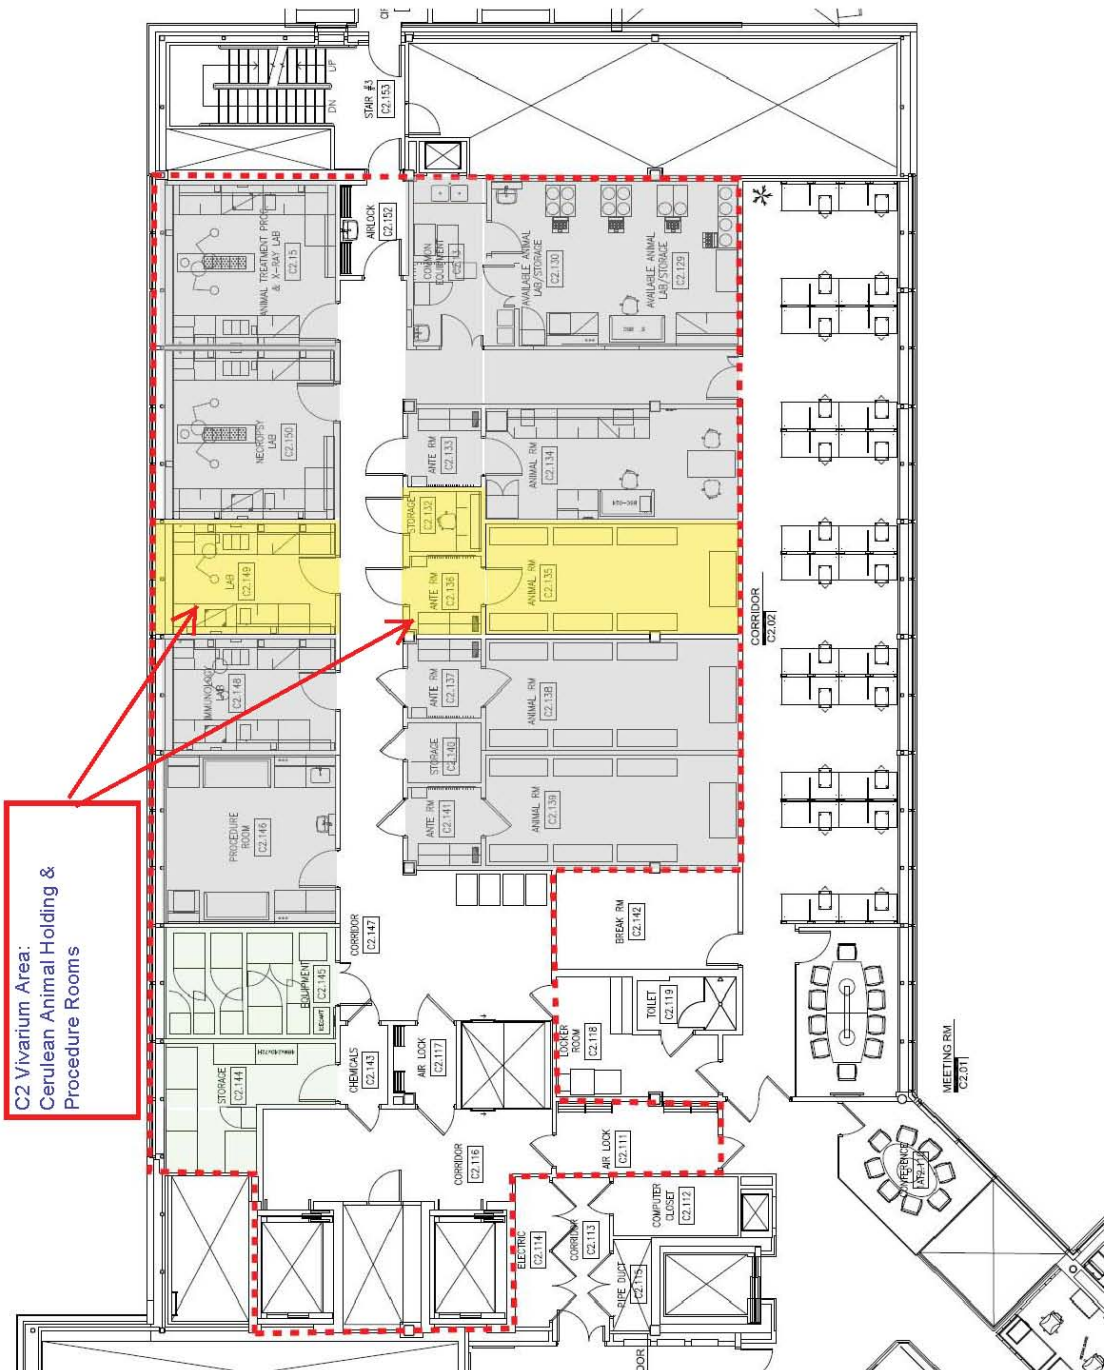 C2 Vivarium Area:
Cerulean Animal Holding &
Procedure Rooms
UP
DN
STAIR #3
C2.153
AIRLOCK
C2.152
ANIMAL TREATMENT PROC.
& X-RAY LAB
C2.15
COMMON
EQUIPMENT
C2.13
AVAILABLE ANIMAL
LAB/STORAGE
C2.130
AVAILABLE ANIMAL
LAB/STORAGE
C2.129
NECROPSY
LAB
C2.150
ANTE RM
C2.133
ANIMAL RM
C2.134
STORAGE
C2.132
LAB
C2.149
ANTE RM
C2.136
ANIMAL RM
C2.135
CORRIDOR
C2.02
IMMUNOLOGY
LAB
C2.148
ANTE RM
C2.137
ANIMAL RM
C2.138
STORAGE
C2.140
PROCEDURE
ROOM
C2.146
ANTE RM
C2.141
ANIMAL RM
C2.139
CORRIDOR
C2.147
BREAK RM
C2.142
EQUIPMENT
C2.145
TOILET
C2.119
LOCKER
ROOM
C2.118
CHEMICALS
C2.143
AIR LOCK
C2.117
STORAGE
C2.144
MEETING RM
C2.01
CORRIDOR
C2.116
AIR LOCK
C2.111
CONFERENCE
COMPUTER
CLOSET
C2.112
ELECTRIC
C2.114
CORRIDOR
C2.113
PIPE DUCT
C2.115
DOR